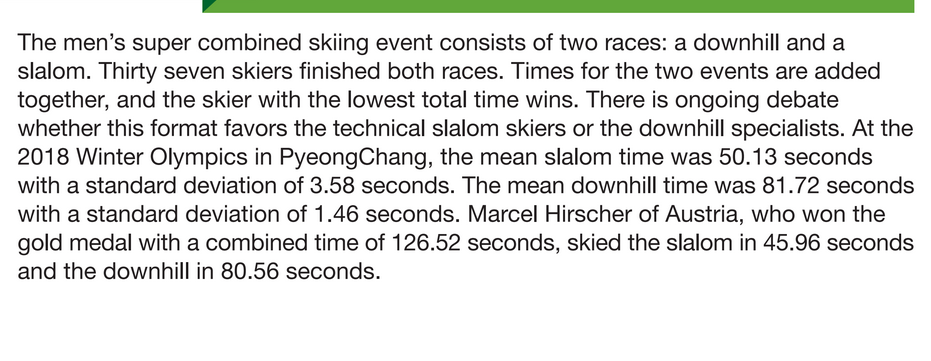 The men’s super combined skiing event consists of two races: a downhill and a
slalom. Thirty seven skiers finished both races. Times for the two events are added
together, and the skier with the lowest total time wins. There is ongoing debate
whether this format favors the technical slalom skiers or the downhill specialists. At the
2018 Winter Olympics in PyeongChang, the mean slalom time was 50.13 seconds
with a standard deviation of 3.58 seconds. The mean downhill time was 81.72 seconds
with a standard deviation of 1.46 seconds. Marcel Hirscher of Austria, who won the
gold medal with a combined time of 126.52 seconds, skied the slalom in 45.96 seconds
and the downhill in 80.56 seconds.